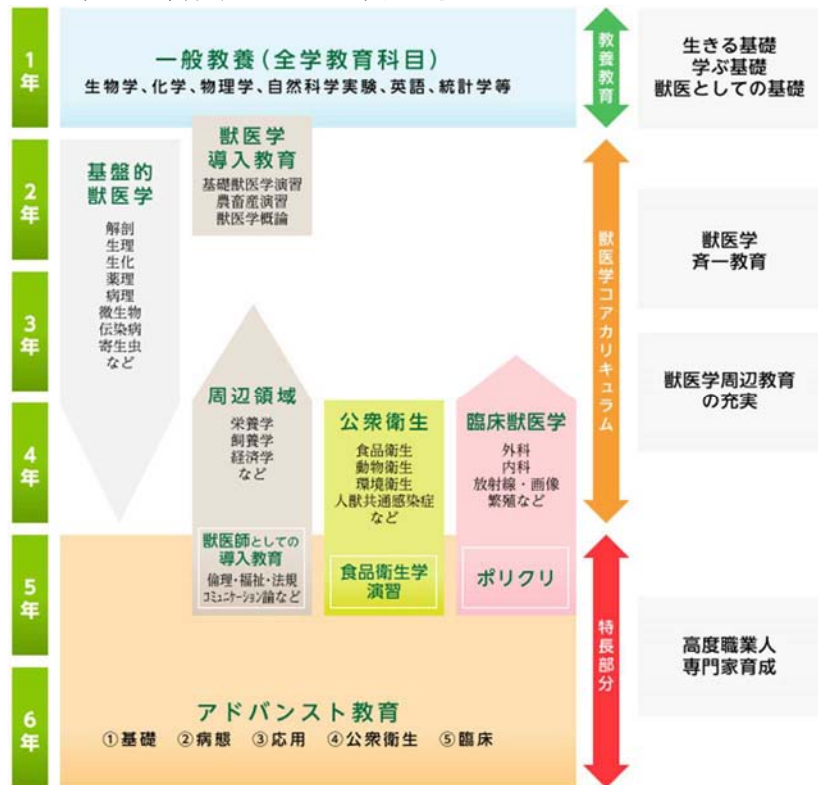 1年
一般教養(全学教育科目)
生物学、化学、物理学、自然科学実験、英語、統計学等
教養教育
生きる基礎
学ぶ基礎
獣医としての基礎
2年
基盤的
獣医学
解剖
生理
生化
薬理
病理
微生物
伝染病
寄生虫
など
獣医学
導入教育
基礎獣医学演習
農畜産演習
獣医学概論
獣医学コアカリキュラム
獣医学
斉一教育
3年
獣医学周辺教育
の充実
4年
周辺領域
栄養学
飼養学
経済学
など
公衆衛生
食品衛生
動物衛生
環境衛生
人獣共通感染症
など
臨床獣医学
外科
内科
放射線・画像
繁殖など
5年
獣医師としての
導入教育
倫理・福祉・法規
コミュニケーション論など
食品衛生学
演習
ポリクリ
特長部分
高度職業人
専門家育成
6年
アドバンスト教育
①基礎 ②病態 ③応用 ④公衆衛生 ⑤臨床